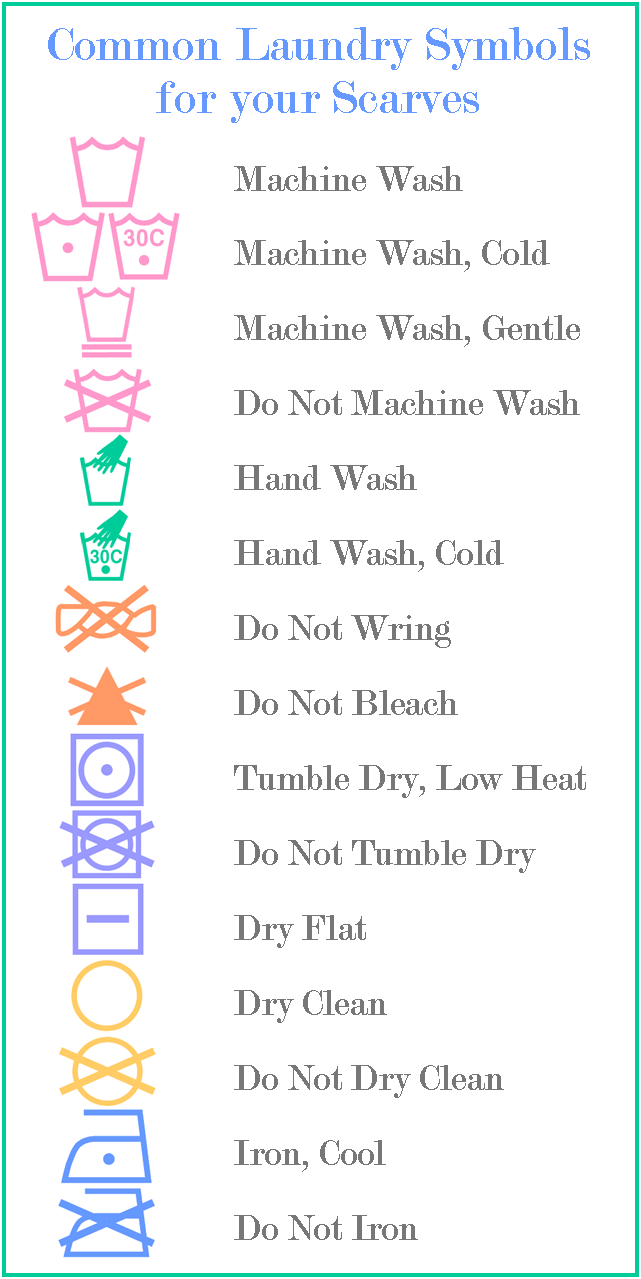 Common Laundry Symbols
for your Scarves
Machine Wash
30C
Machine Wash, Cold
Machine Wash, Gentle
Do Not Machine Wash
Hand Wash
30C
Hand Wash, Cold
Do Not Wring
Do Not Bleach
Tumble Dry, Low Heat
Do Not Tumble Dry
Dry Flat
Dry Clean
Do Not Dry Clean
Iron, Cool
Do Not Iron